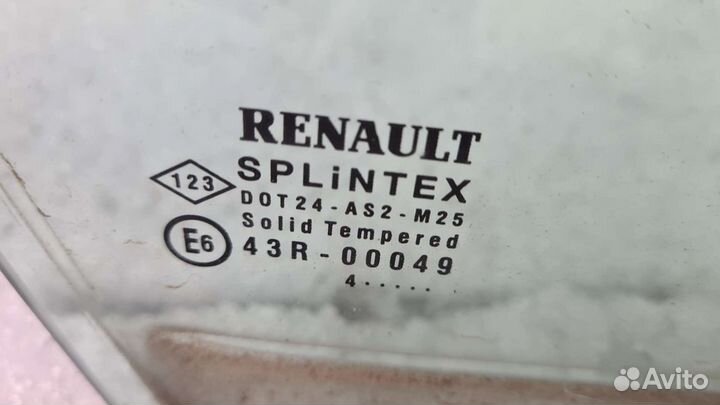 RENAULT
SPLiNTEX
123
DOT24-AS2-M25
Solid Tempered
E6
43R-00049
4·····
Avito